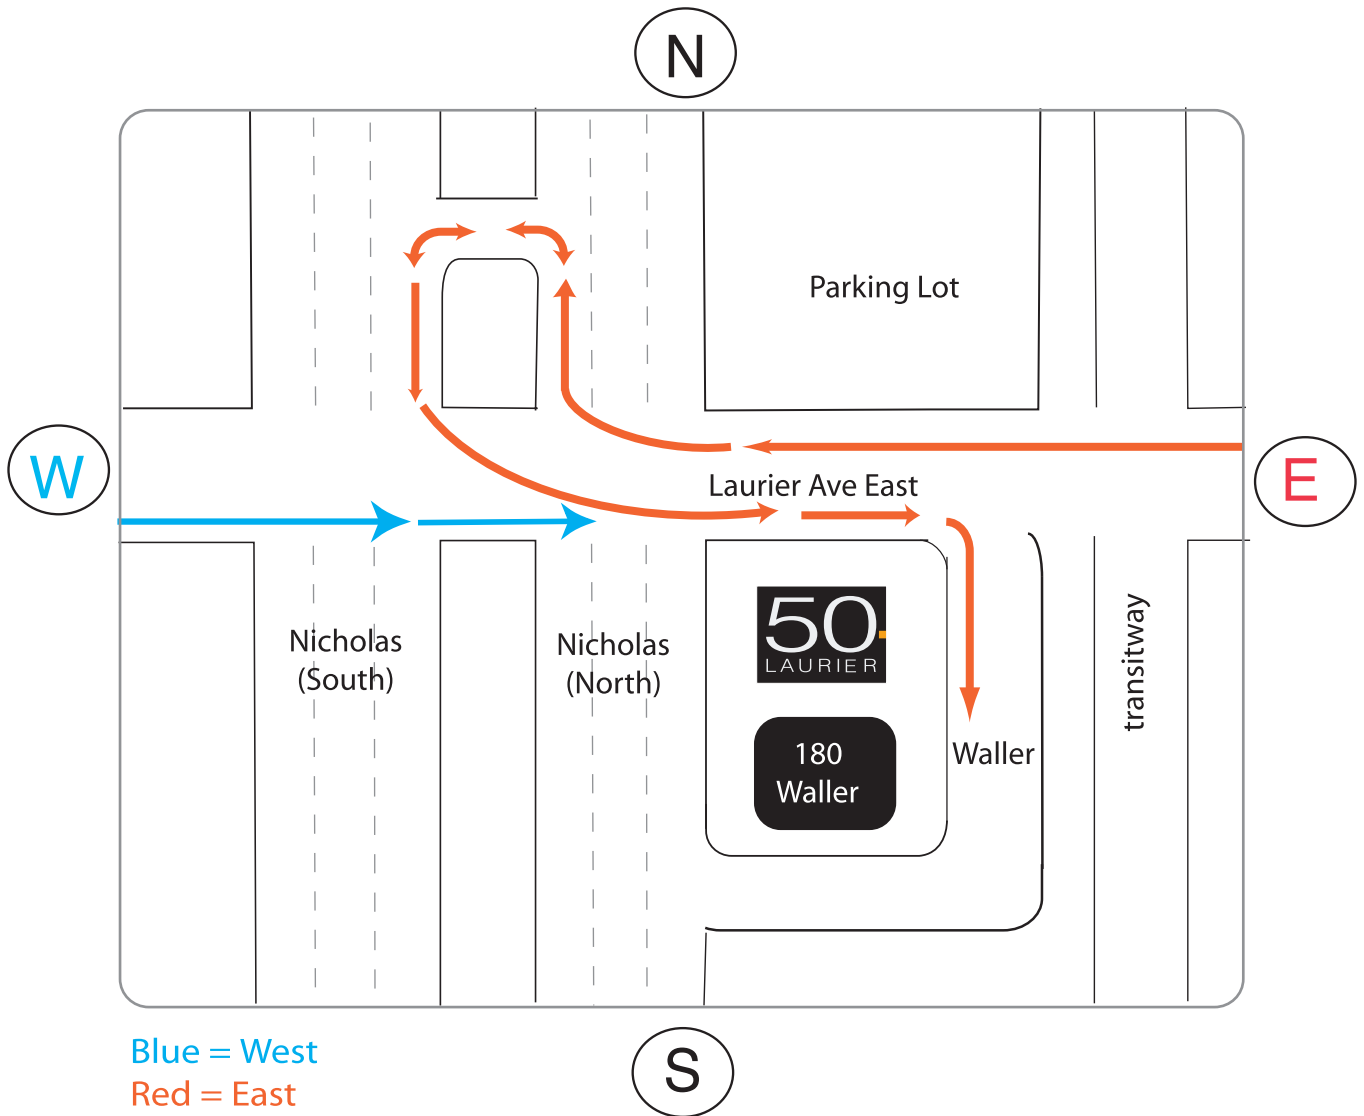 N
Parking Lot
W
E
Laurier Ave East
Nicholas
(South)
Nicholas
(North)
50
LAURIER
transitway
180
Waller
Waller
Blue = West
Red = East
S